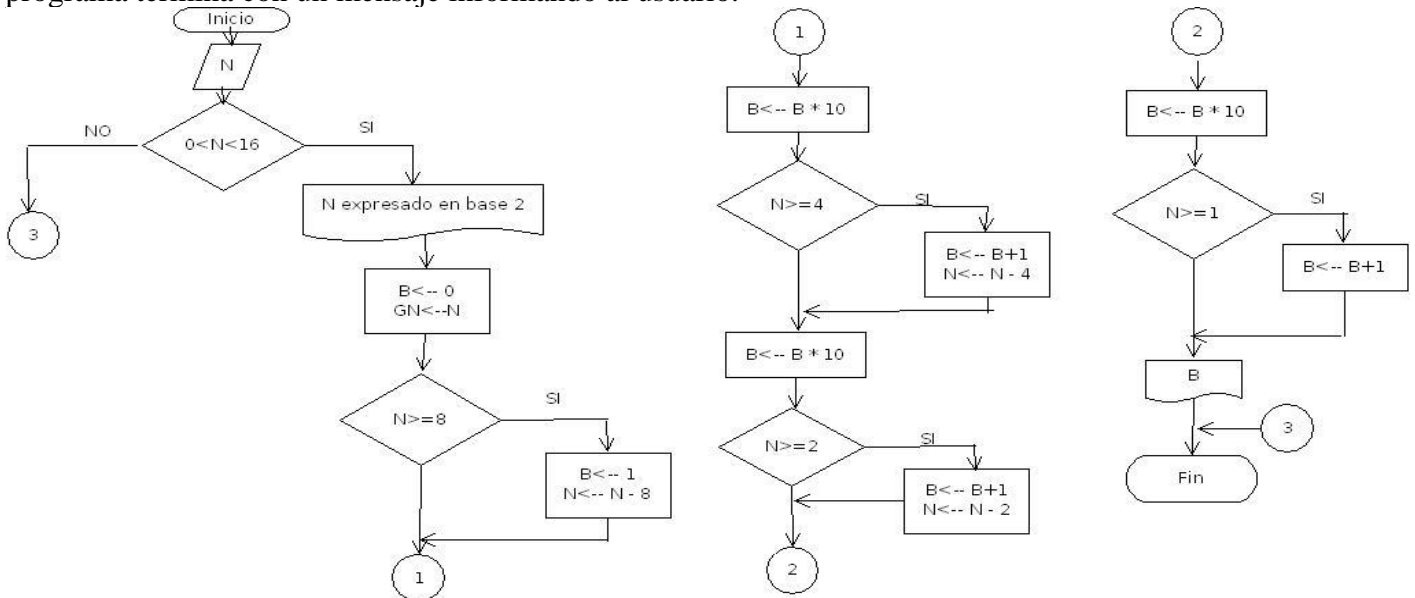 programa termina con un mensaje informando al usuario.
Inicio
N
0<N<16
NO
SI
3
N expresado en base 2
B<-- 0
GN<--N
N>=8
SI
B<-- 1
N<-- N - 8
1
1
B<-- B * 10
N>=4
SI
B<-- B+1
N<-- N - 4
B<-- B * 10
N>=2
SI
B<-- B+1
N<-- N - 2
2
2
B<-- B * 10
N>=1
SI
B<-- B+1
B
3
Fin